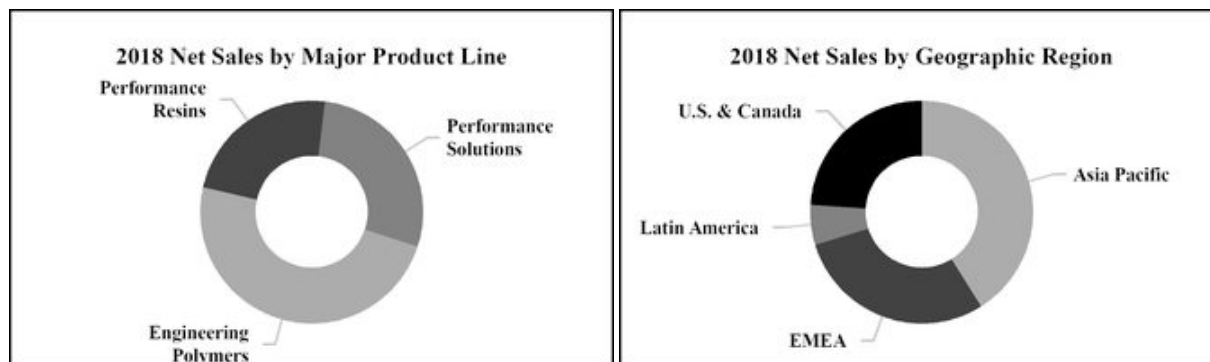 2018 Net Sales by Major Product Line
Performance
Resins
Performance
Solutions
Engineering
Polymers
2018 Net Sales by Geographic Region
U.S. & Canada
Asia Pacific
Latin America
EMEA